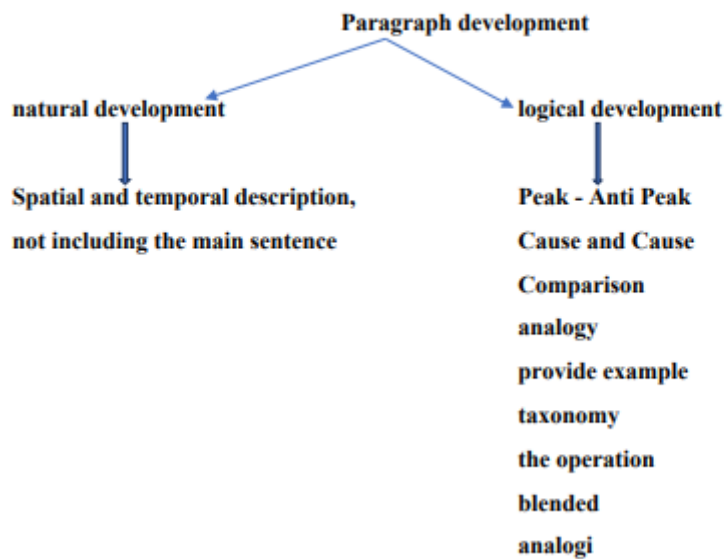 Paragraph development
natural development
logical development
Spatial and temporal description,
not including the main sentence
Peak - Anti Peak
Cause and Cause
Comparison
analogy
provide example
taxonomy
the operation
blended
analogi